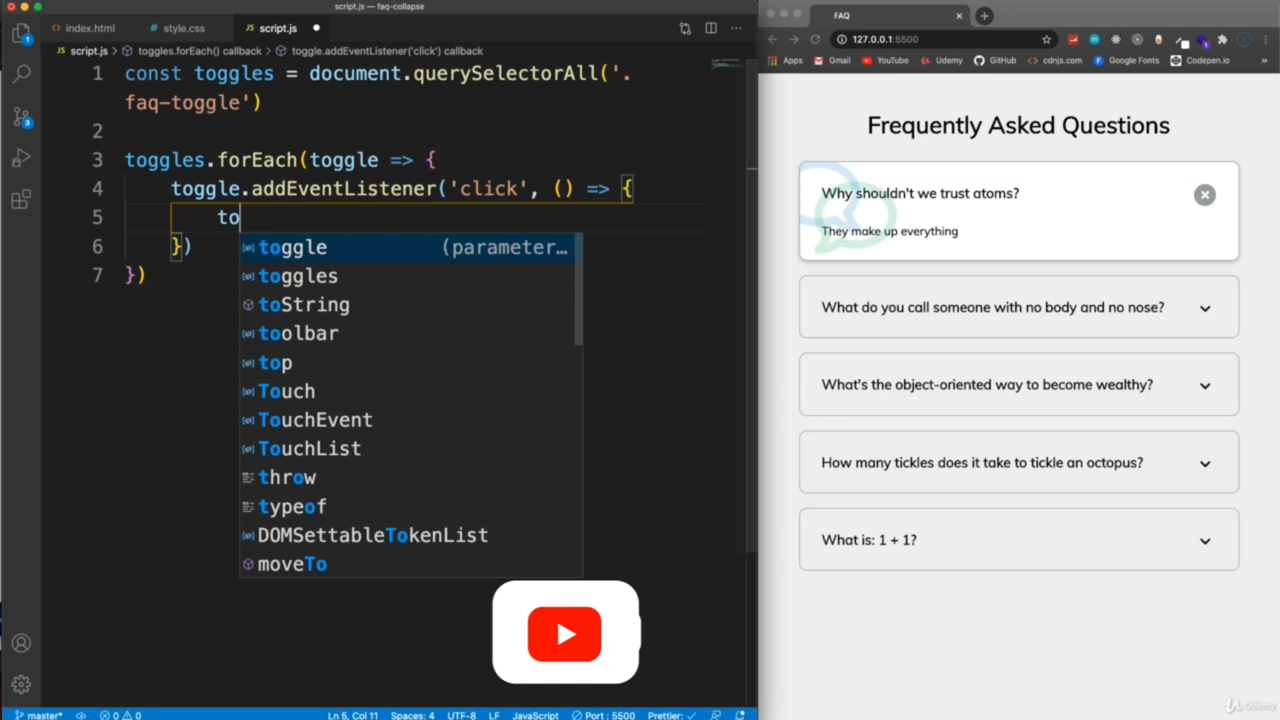 script.js — faq-collapse
index.html
style.css
JS script.js
JS script.js > toggles.forEach() callback > toggle.addEventListener('click') callback
1 const toggles = document.querySelectorAll('.
faq-toggle')
2
3 toggles.forEach(toggle => {
4 toggle.addEventListener('click', () => {
5 to
6 })
7 })
toggle (parameter…
toggles
toString
toolbar
top
Touch
TouchEvent
TouchList
throw
typeof
DOMSettableTokenList
moveTo
1
3
master* 0 0 Ln 5, Col 11 Spaces: 4 UTF-8 LF JavaScript Port : 5500 Prettier: ✓
FAQ
127.0.0.1:5500
Apps Gmail YouTube Udemy GitHub cdnjs.com Google Fonts Codepen.io »
Frequently Asked Questions
Why shouldn't we trust atoms?
They make up everything
What do you call someone with no body and no nose?
What's the object-oriented way to become wealthy?
How many tickles does it take to tickle an octopus?
What is: 1 + 1?
Udemy